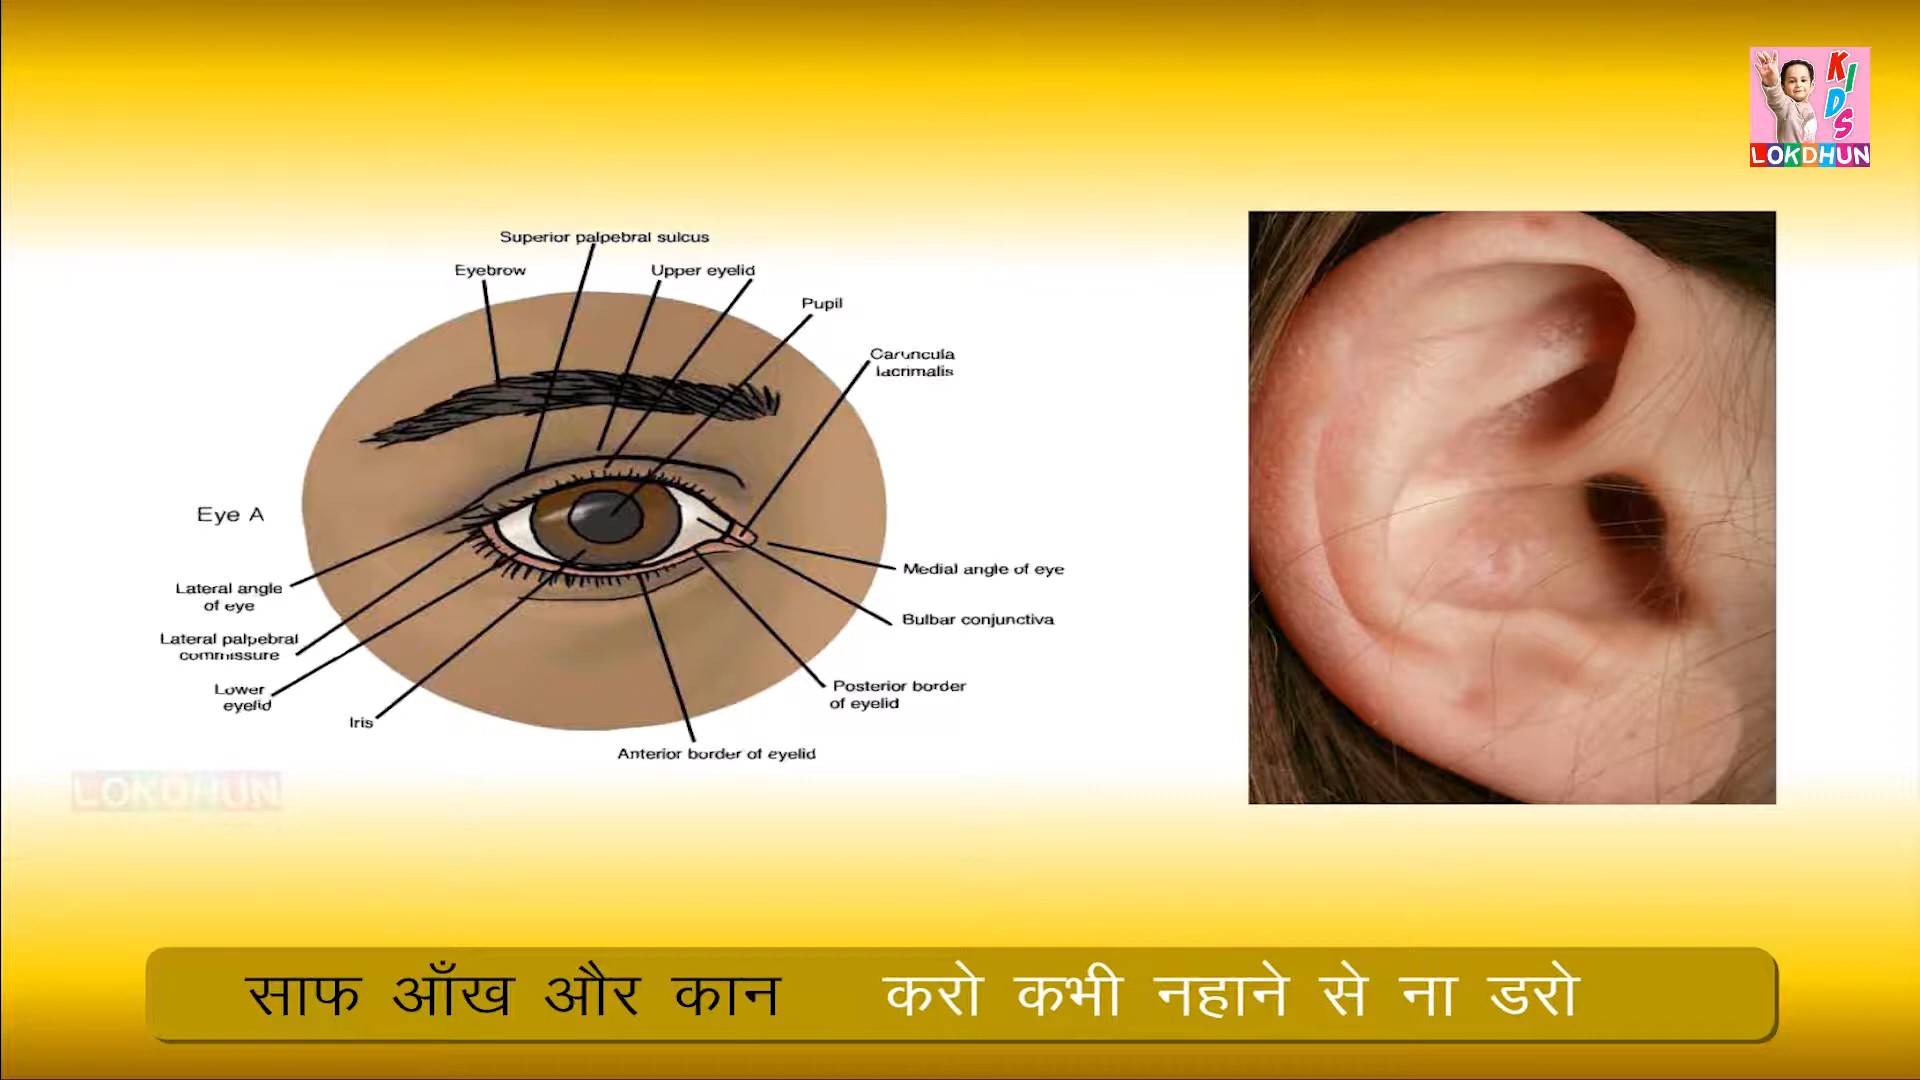 KIDS
LOKDHUN
Superior palpebral sulcus
Eyebrow
Upper eyelid
Pupil
Caruncula
lacrimalis
Eye A
Lateral angle
of eye
Medial angle of eye
Bulbar conjunctiva
Lateral palpebral
commissure
Lower
eyelid
Posterior border
of eyelid
Iris
Anterior border of eyelid
LOKDHUN
साफ आँख और कान करो कभी नहाने से ना डरो